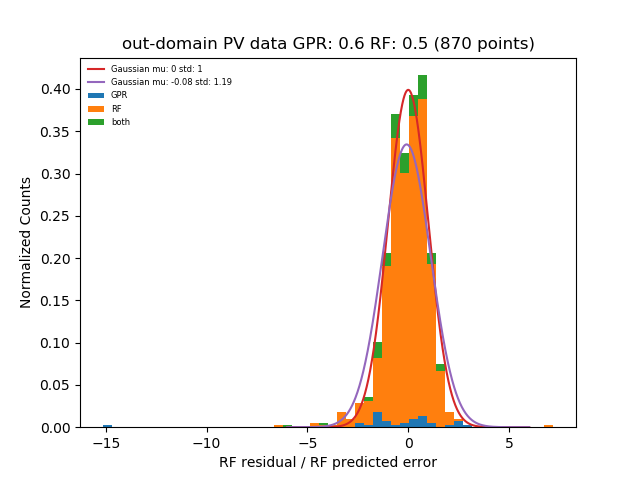 out-domain PV data GPR: 0.6 RF: 0.5 (870 points)
Gaussian mu: 0 std: 1
Gaussian mu: -0.08 std: 1.19
GPR
RF
both
Normalized Counts
0.40
0.35
0.30
0.25
0.20
0.15
0.10
0.05
0.00
−15 −10 −5 0 5
RF residual / RF predicted error